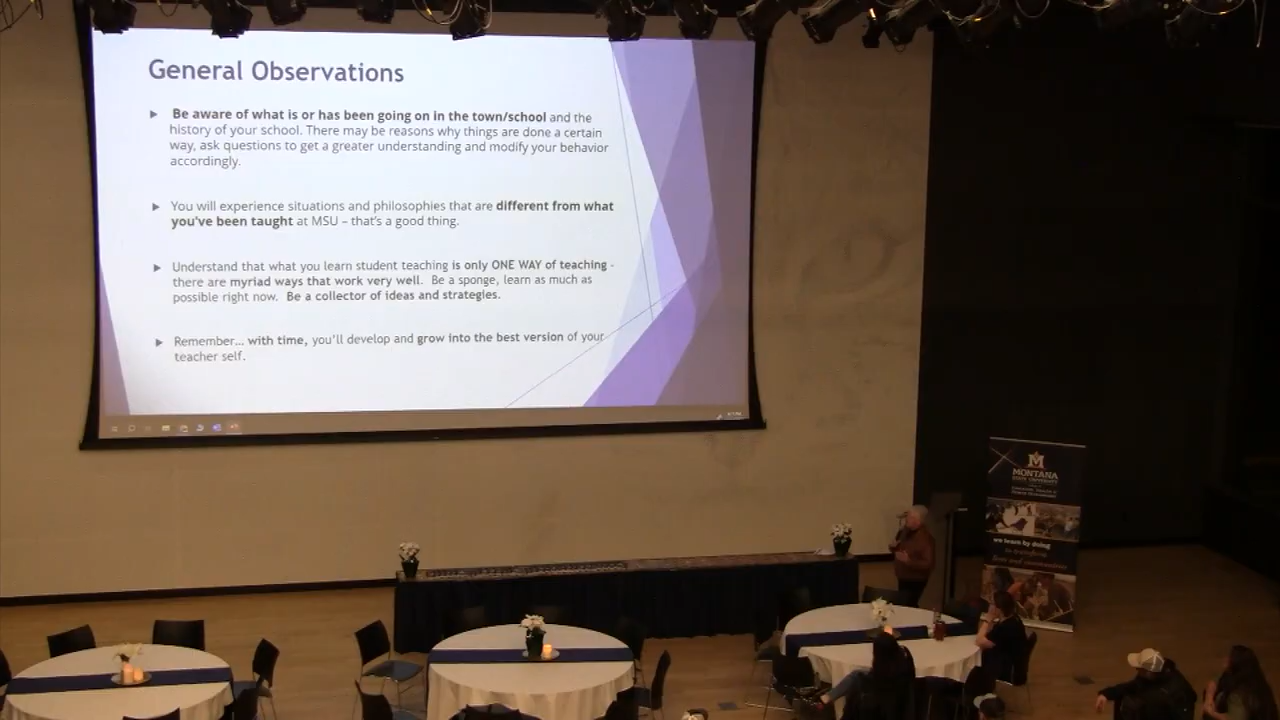 General Observations
Be aware of what is or has been going on in the town/school and the
history of your school. There may be reasons why things are done a certain
way, ask questions to get a greater understanding and modify your behavior
accordingly.
You will experience situations and philosophies that are different from what
you've been taught at MSU – that's a good thing.
Understand that what you learn student teaching is only ONE WAY of teaching -
there are myriad ways that work very well. Be a sponge, learn as much as
possible right now. Be a collector of ideas and strategies.
Remember... with time, you'll develop and grow into the best version of your
teacher self.
MONTANA
STATE UNIVERSITY
we learn by doing